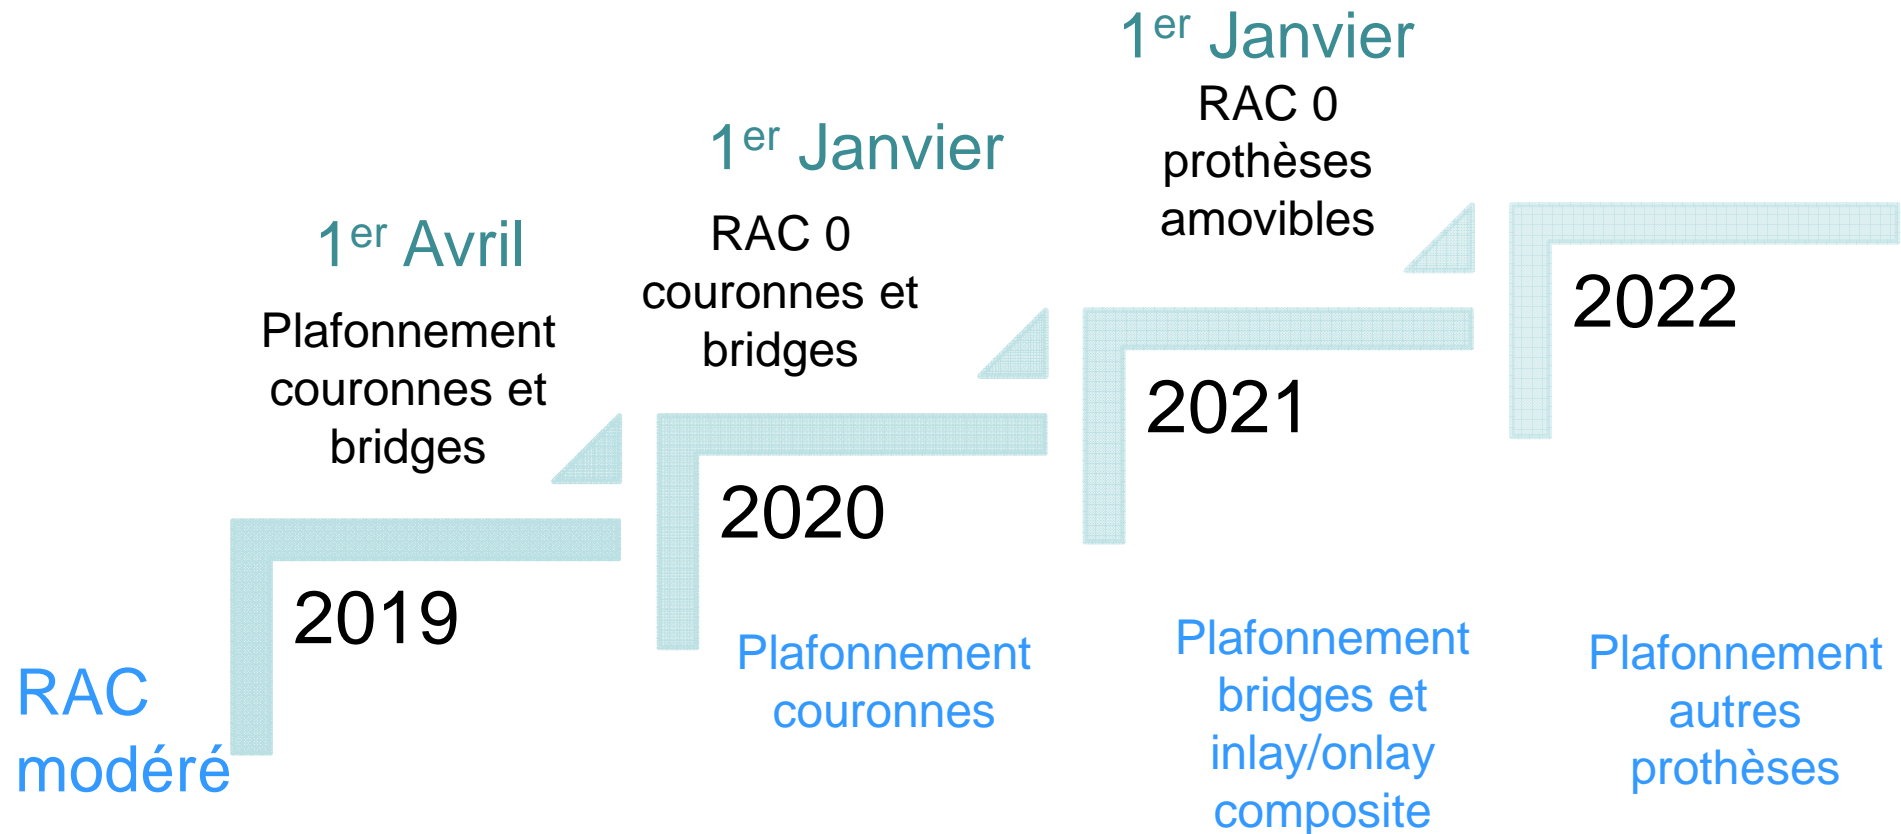 1er Avril
Plafonnement
couronnes et
bridges
2019
1er Janvier
RAC 0
couronnes et
bridges
2020
1er Janvier
RAC 0
prothèses
amovibles
2021
2022
RAC
modéré
Plafonnement
couronnes
Plafonnement
bridges et
inlay/onlay
composite
Plafonnement
autres
prothèses